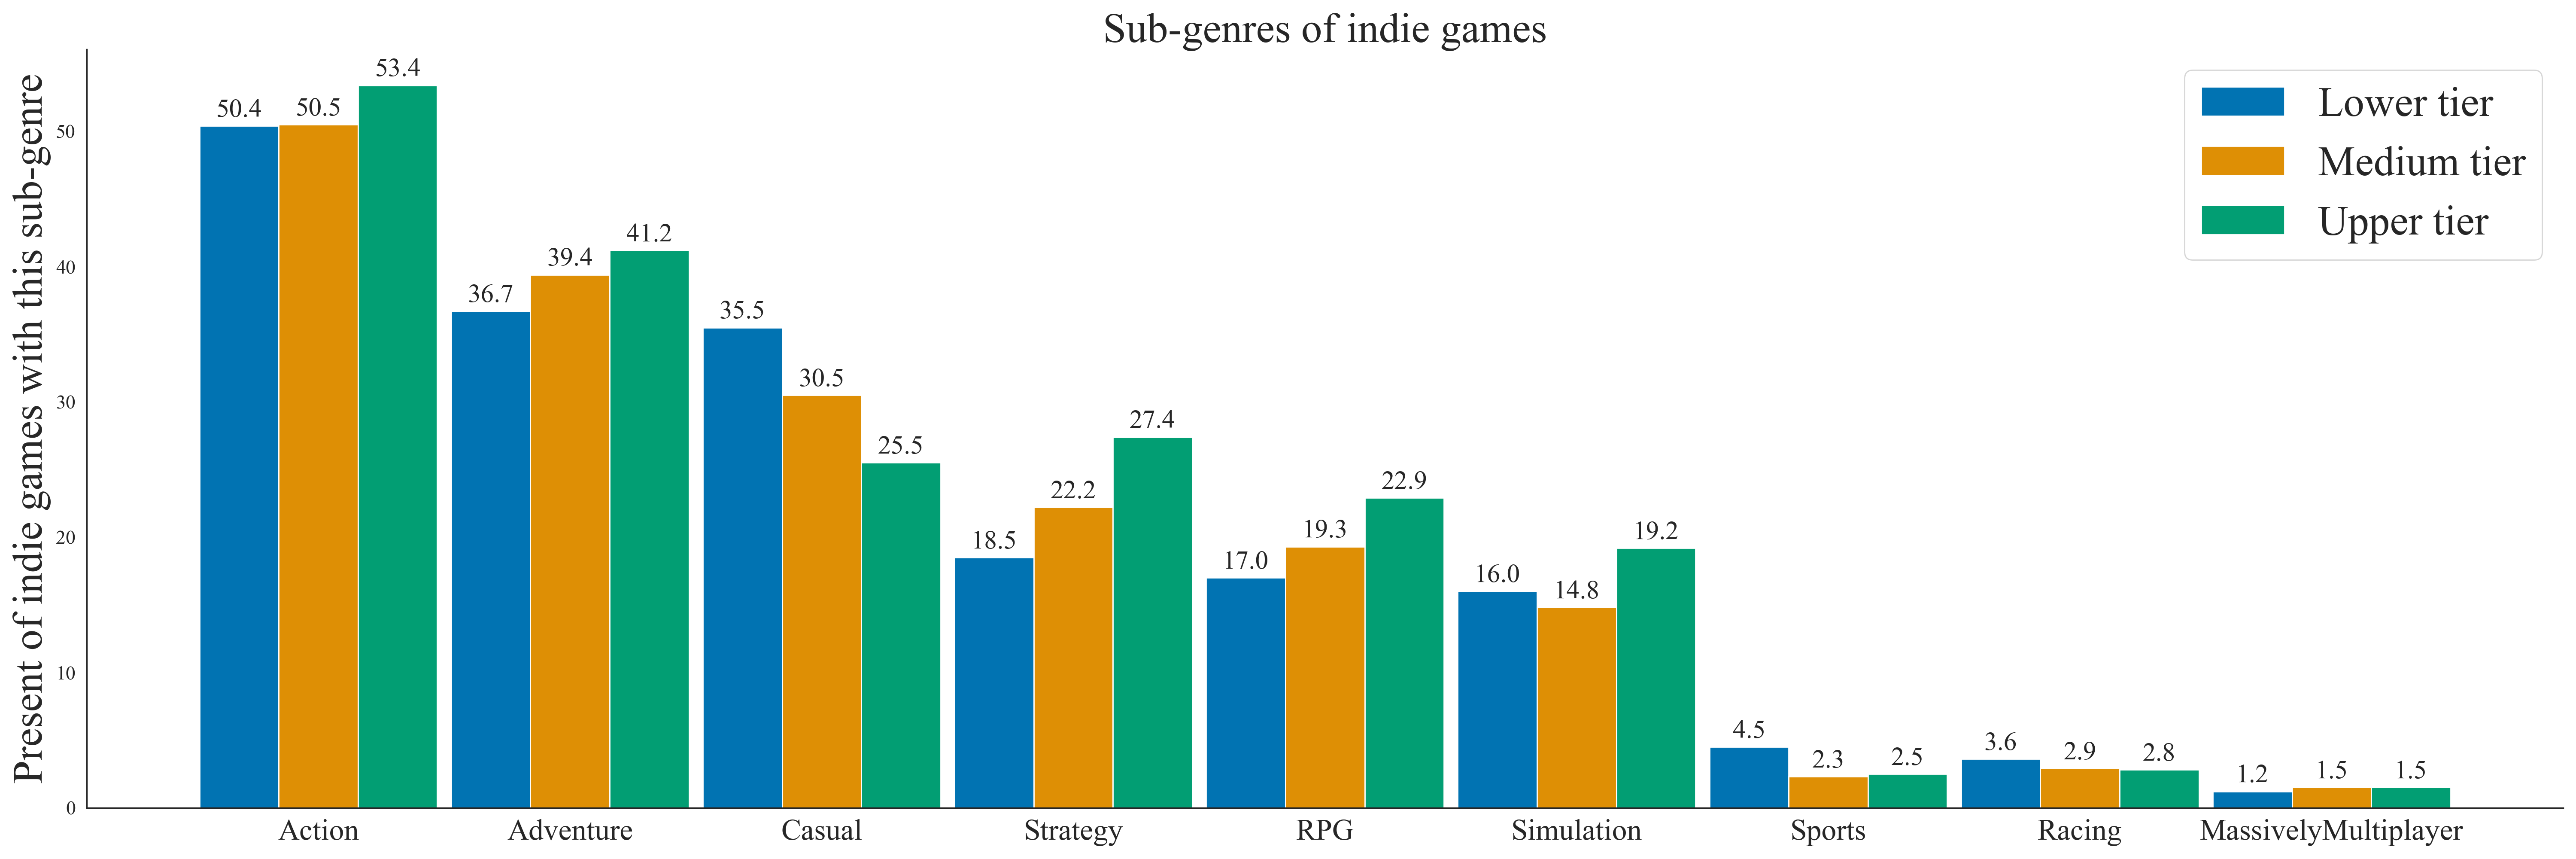 Sub-genres of indie games
Present of indie games with this sub-genre
50
40
30
20
10
0
50.4 50.5 53.4
36.7 39.4 41.2
35.5 30.5 25.5
18.5 22.2 27.4
17.0 19.3 22.9
16.0 14.8 19.2
4.5 2.3 2.5
3.6 2.9 2.8
1.2 1.5 1.5
Action Adventure Casual Strategy RPG Simulation Sports Racing MassivelyMultiplayer
Lower tier
Medium tier
Upper tier